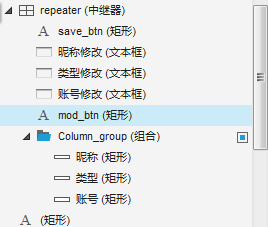 repeater (中继器)
A save_btn (矩形)
昵称修改 (文本框)
类型修改 (文本框)
账号修改 (文本框)
A mod_btn (矩形)
Column_group (组合)
昵称 (矩形)
类型 (矩形)
账号 (矩形)
A (矩形)